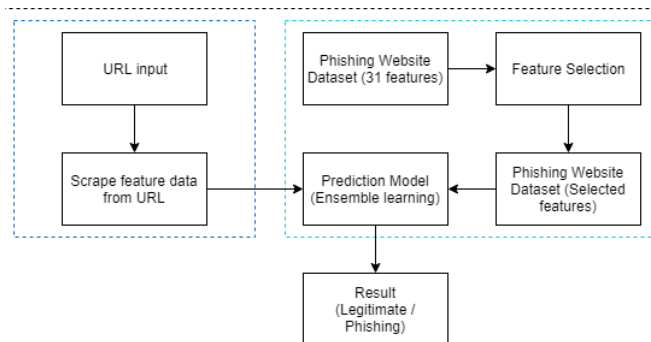 URL input
Phishing Website
Dataset (31 features)
Feature Selection
Scrape feature data
from URL
Prediction Model
(Ensemble learning)
Phishing Website
Dataset (Selected
features)
Result
(Legitimate /
Phishing)